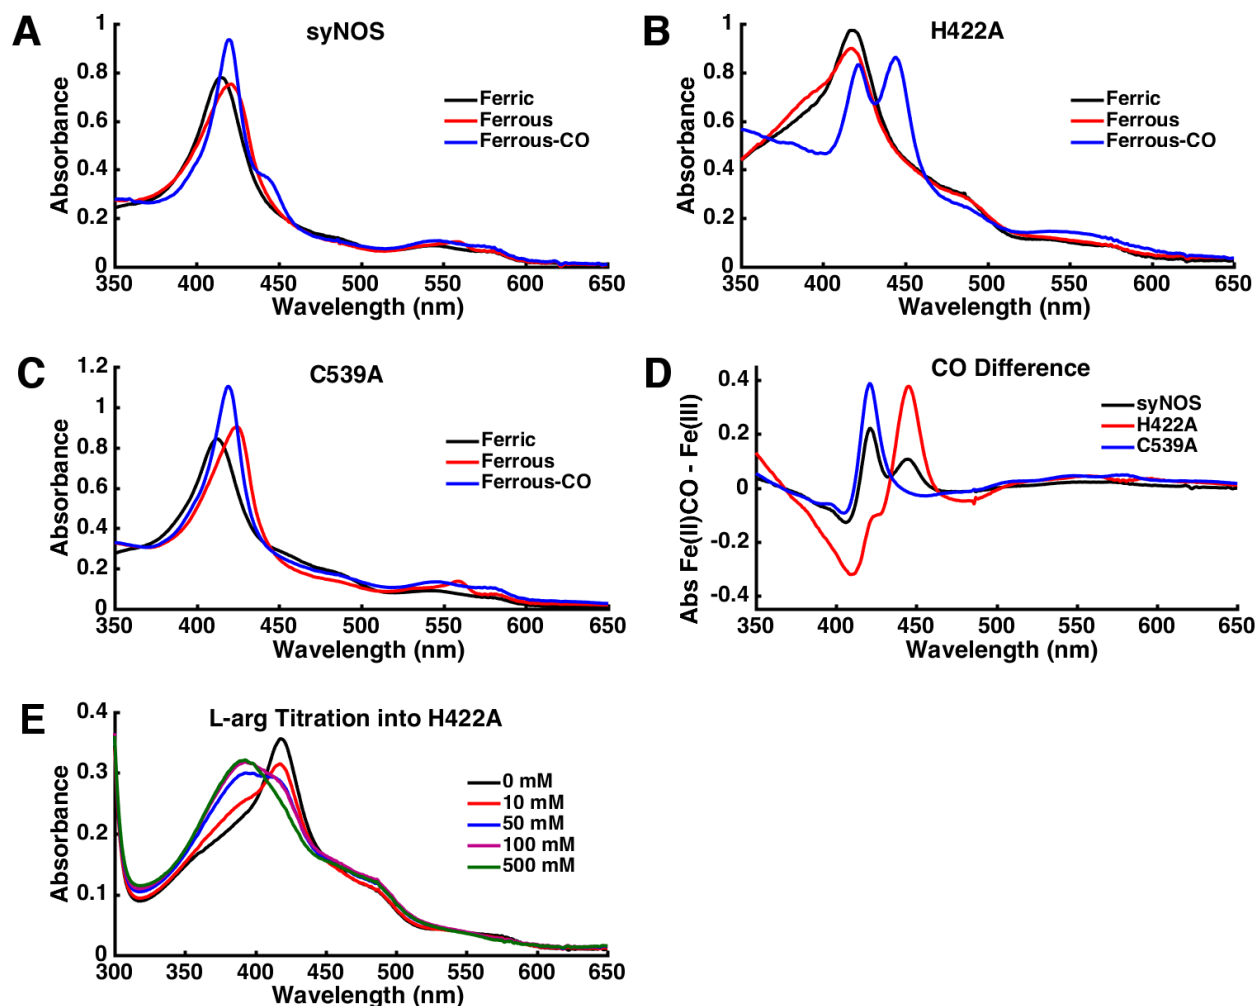 A
syNOS
1
0.8
0.6
0.4
0.2
0
Absorbance
Ferric
Ferrous
Ferrous-CO
350 400 450 500 550 600 650
Wavelength (nm)
B
H422A
1
0.8
0.6
0.4
0.2
0
Absorbance
Ferric
Ferrous
Ferrous-CO
350 400 450 500 550 600 650
Wavelength (nm)
C
C539A
1.2
1
0.8
0.6
0.4
0.2
0
Absorbance
Ferric
Ferrous
Ferrous-CO
350 400 450 500 550 600 650
Wavelength (nm)
D
CO Difference
0.4
0.2
0
-0.2
-0.4
Abs Fe(II)CO - Fe(III)
syNOS
H422A
C539A
350 400 450 500 550 600 650
Wavelength (nm)
E
L-arg Titration into H422A
0.4
0.3
0.2
0.1
0
Absorbance
0 mM
10 mM
50 mM
100 mM
500 mM
300 350 400 450 500 550 600 650
Wavelength (nm)